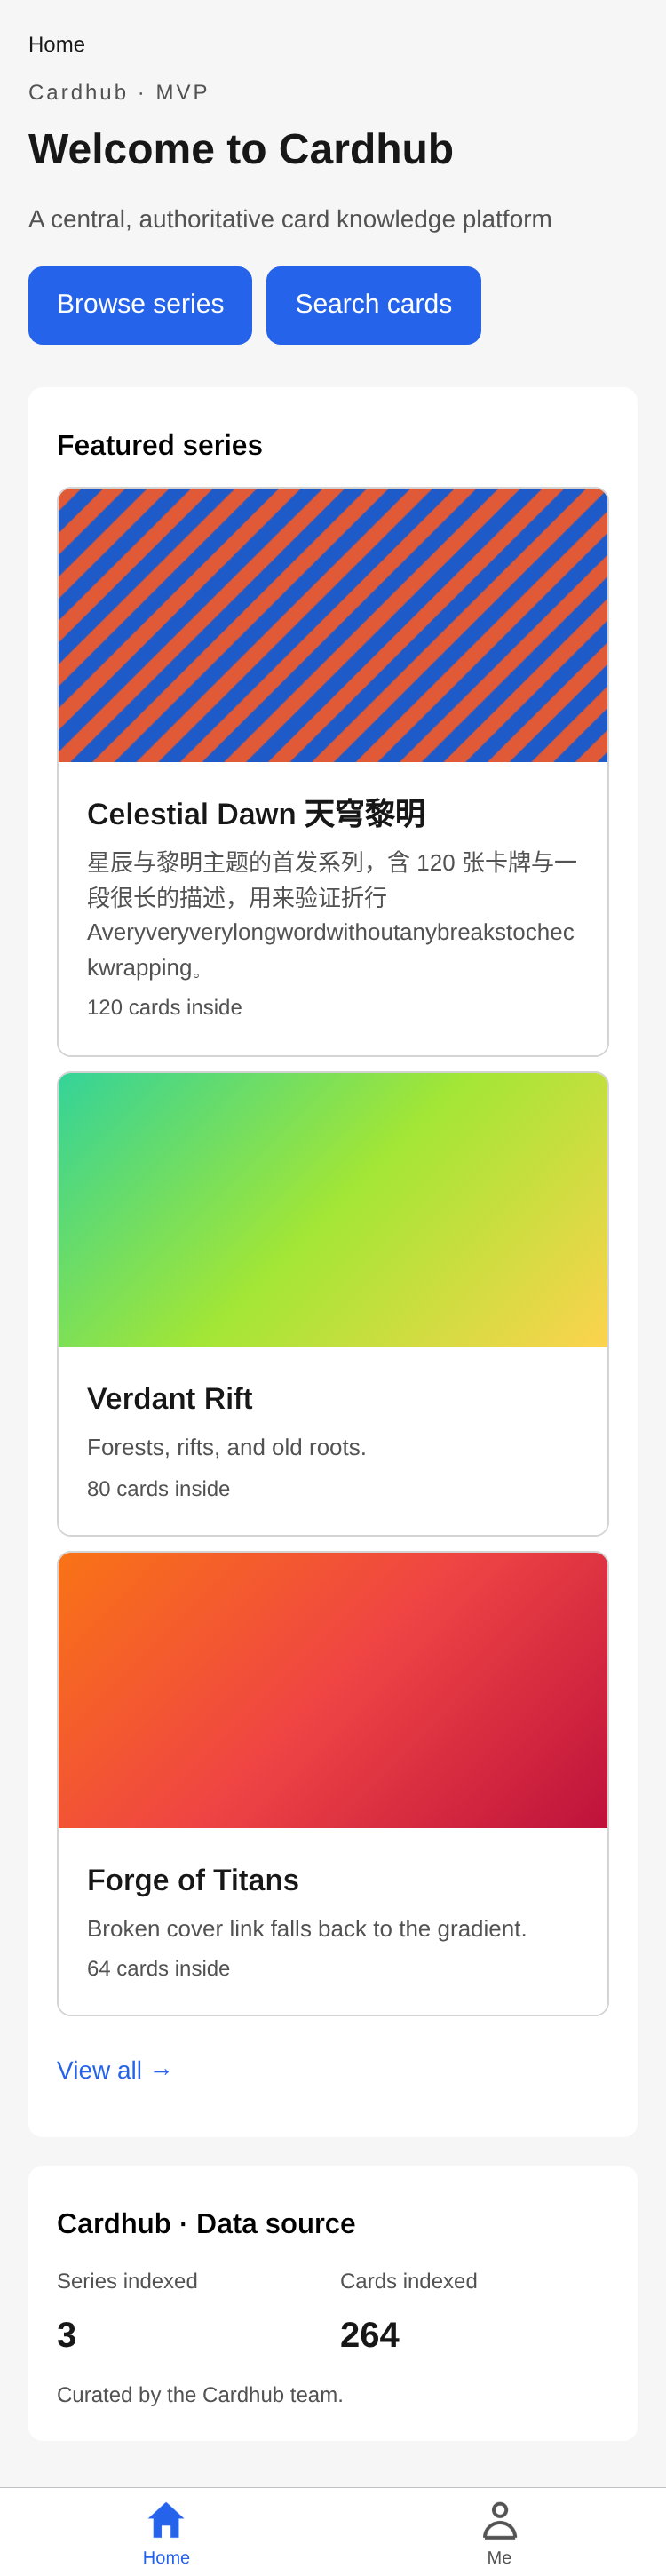 Home
Cardhub · MVP
Welcome to Cardhub
A central, authoritative card knowledge platform
Browse series
Search cards
Featured series
Celestial Dawn 天穹黎明
星辰与黎明主题的首发系列，含 120 张卡牌与一
段很长的描述，用来验证折行
Averyveryverylongwordwithoutanybreakstochec
kwrapping。
120 cards inside
Verdant Rift
Forests, rifts, and old roots.
80 cards inside
Forge of Titans
Broken cover link falls back to the gradient.
64 cards inside
View all →
Cardhub · Data source
Series indexed
Cards indexed
3
264
Curated by the Cardhub team.
Home
Me